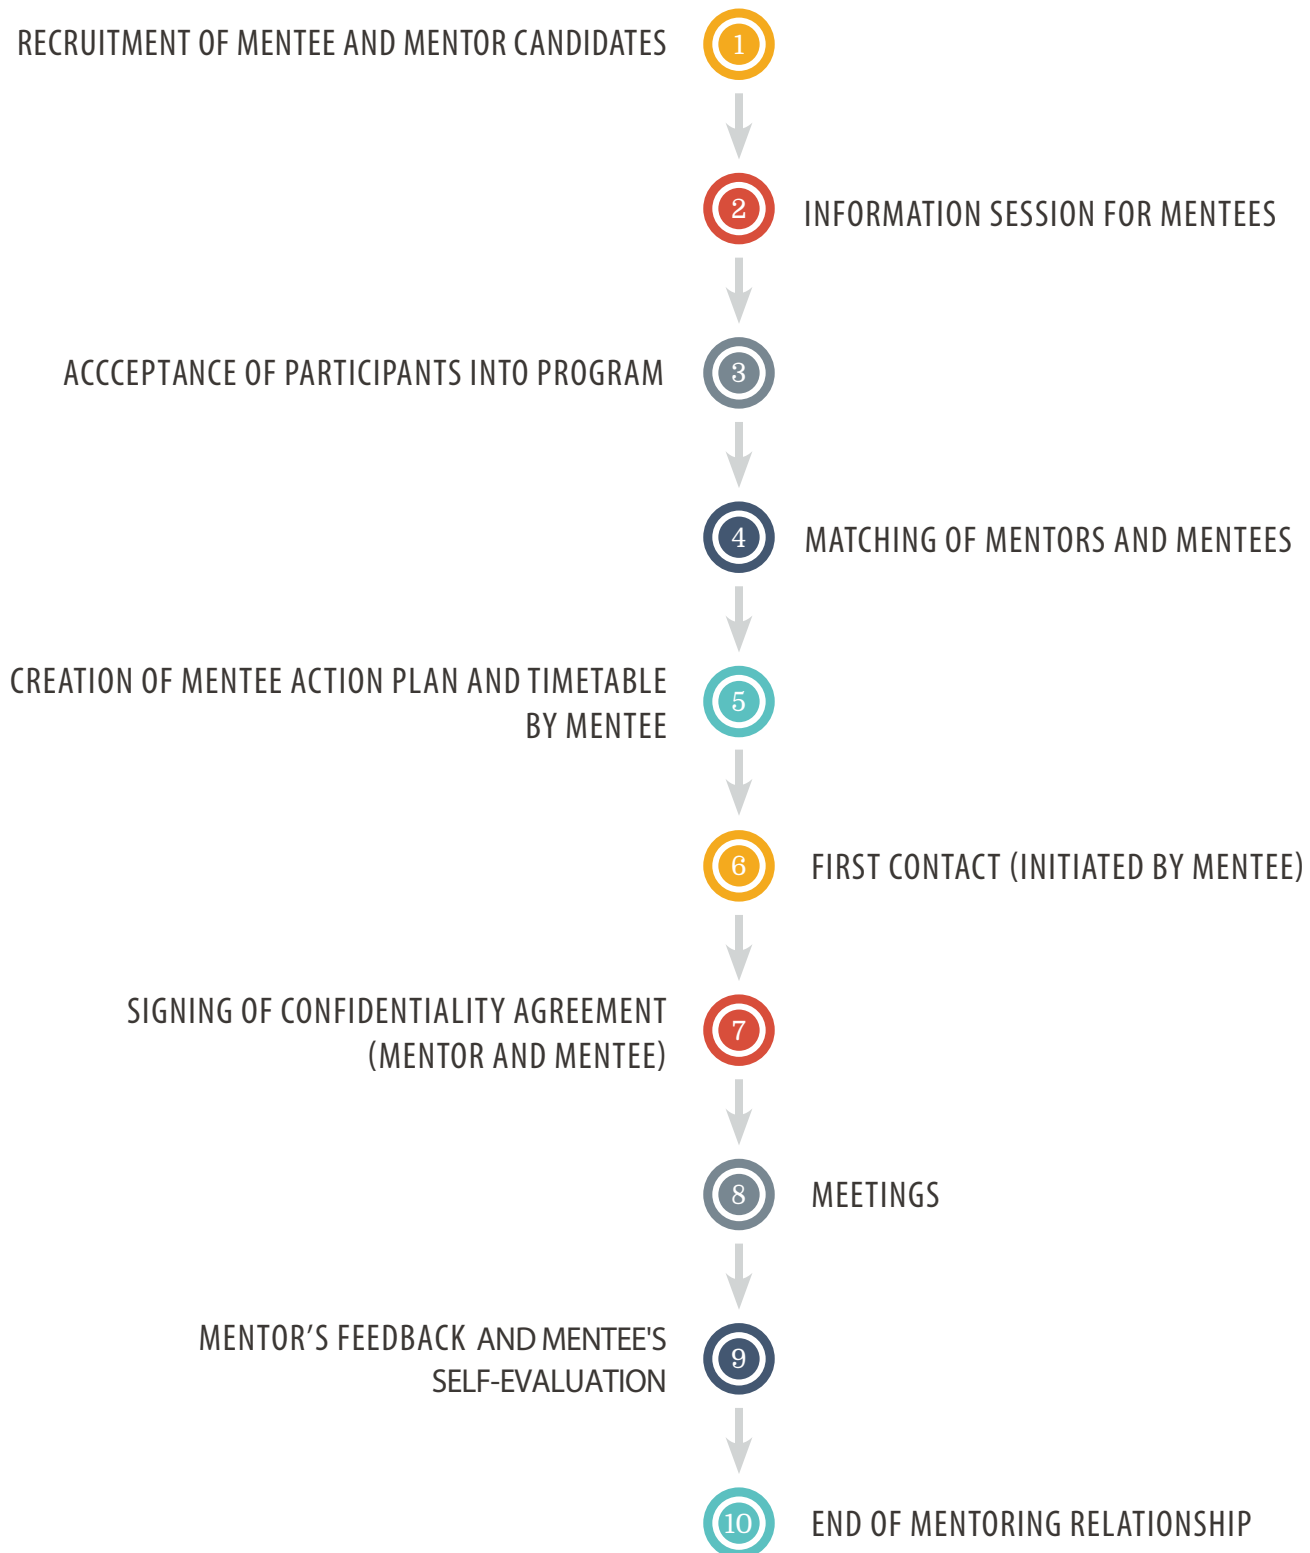 RECRUITMENT OF MENTEE AND MENTOR CANDIDATES
1
2
INFORMATION SESSION FOR MENTEES
ACCCEPTANCE OF PARTICIPANTS INTO PROGRAM
3
4
MATCHING OF MENTORS AND MENTEES
CREATION OF MENTEE ACTION PLAN AND TIMETABLE
BY MENTEE
5
6
FIRST CONTACT (INITIATED BY MENTEE)
SIGNING OF CONFIDENTIALITY AGREEMENT
(MENTOR AND MENTEE)
7
8
MEETINGS
MENTOR’S FEEDBACK AND MENTEE'S
SELF-EVALUATION
9
10
END OF MENTORING RELATIONSHIP